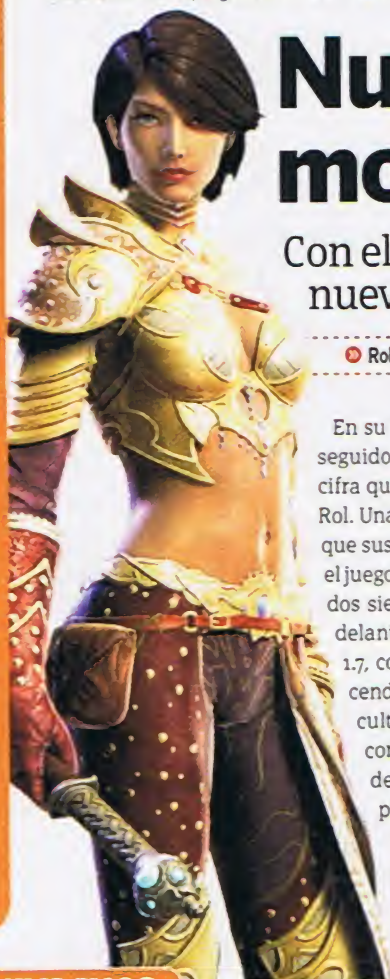 Nu
mo
Con el
nuev
Rol
En su
seguido
cifra qu
Rol. Una
que sus
el juego
dos sie
delant
1.7, co
cend
cult
con
de
p